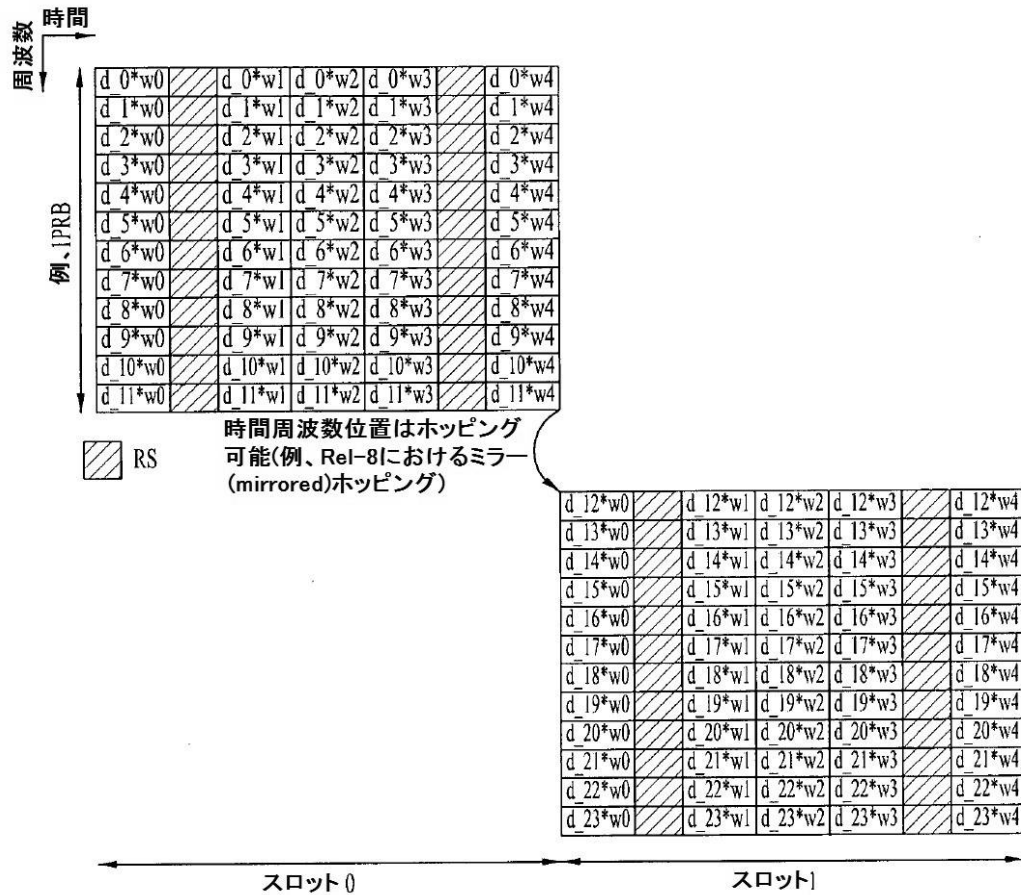 時間
周波数
例、1PRB
d_0*w0 d_0*w1 d_0*w2 d_0*w3 d_0*w4
d_1*w0 d_1*w1 d_1*w2 d_1*w3 d_1*w4
d_2*w0 d_2*w1 d_2*w2 d_2*w3 d_2*w4
d_3*w0 d_3*w1 d_3*w2 d_3*w3 d_3*w4
d_4*w0 d_4*w1 d_4*w2 d_4*w3 d_4*w4
d_5*w0 d_5*w1 d_5*w2 d_5*w3 d_5*w4
d_6*w0 d_6*w1 d_6*w2 d_6*w3 d_6*w4
d_7*w0 d_7*w1 d_7*w2 d_7*w3 d_7*w4
d_8*w0 d_8*w1 d_8*w2 d_8*w3 d_8*w4
d_9*w0 d_9*w1 d_9*w2 d_9*w3 d_9*w4
d_10*w0 d_10*w1 d_10*w2 d_10*w3 d_10*w4
d_11*w0 d_11*w1 d_11*w2 d_11*w3 d_11*w4
RS
時間周波数位置はホッピング
可能(例、Rel-8におけるミラー
(mirrored)ホッピング)
d_12*w0 d_12*w1 d_12*w2 d_12*w3 d_12*w4
d_13*w0 d_13*w1 d_13*w2 d_13*w3 d_13*w4
d_14*w0 d_14*w1 d_14*w2 d_14*w3 d_14*w4
d_15*w0 d_15*w1 d_15*w2 d_15*w3 d_15*w4
d_16*w0 d_16*w1 d_16*w2 d_16*w3 d_16*w4
d_17*w0 d_17*w1 d_17*w2 d_17*w3 d_17*w4
d_18*w0 d_18*w1 d_18*w2 d_18*w3 d_18*w4
d_19*w0 d_19*w1 d_19*w2 d_19*w3 d_19*w4
d_20*w0 d_20*w1 d_20*w2 d_20*w3 d_20*w4
d_21*w0 d_21*w1 d_21*w2 d_21*w3 d_21*w4
d_22*w0 d_22*w1 d_22*w2 d_22*w3 d_22*w4
d_23*w0 d_23*w1 d_23*w2 d_23*w3 d_23*w4
スロット 0
スロット1